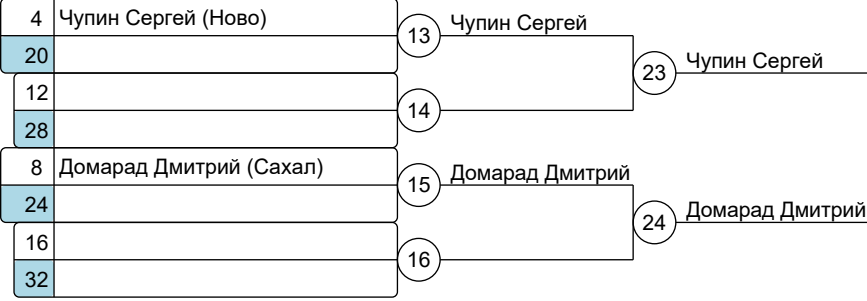 4 Чупин Сергей (Ново)
20
13 Чупин Сергей
12
28
14
23 Чупин Сергей
8 Домарад Дмитрий (Сахал)
24
15 Домарад Дмитрий
16
32
16
24 Домарад Дмитрий